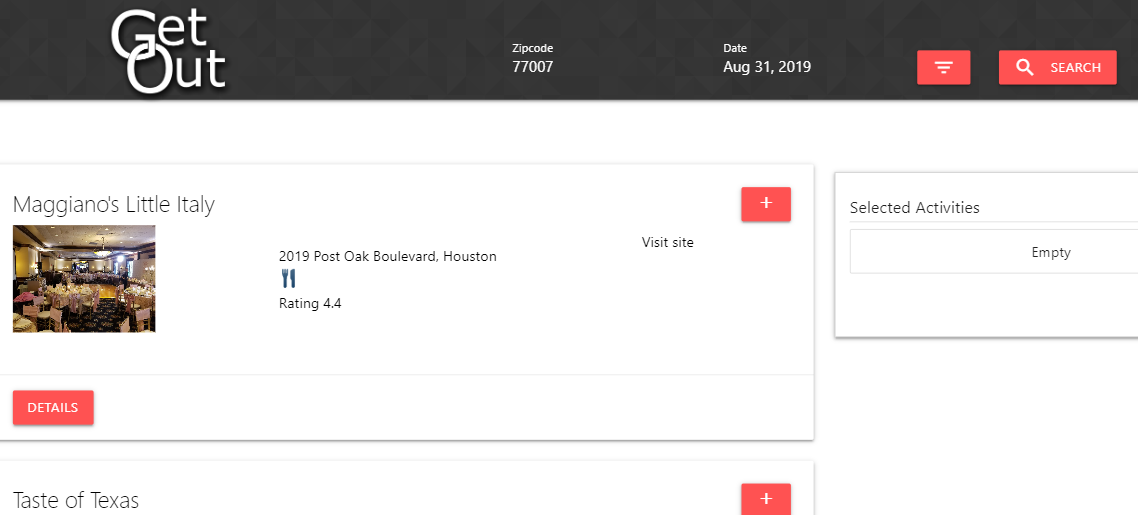 Get
Out
Zipcode
77007
Date
Aug 31, 2019
SEARCH
Maggiano's Little Italy
+
2019 Post Oak Boulevard, Houston
Rating 4.4
Visit site
DETAILS
Selected Activities
Empty
Taste of Texas
+